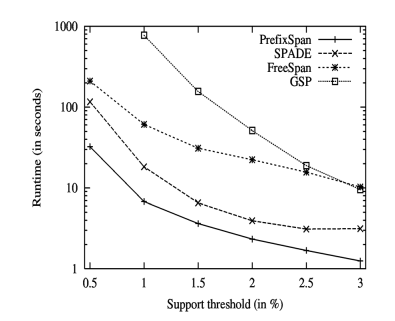 1000
100
10
1
Runtime (in seconds)
PrefixSpan
SPADE
FreeSpan
GSP
0.5 1 1.5 2 2.5 3
Support threshold (in %)